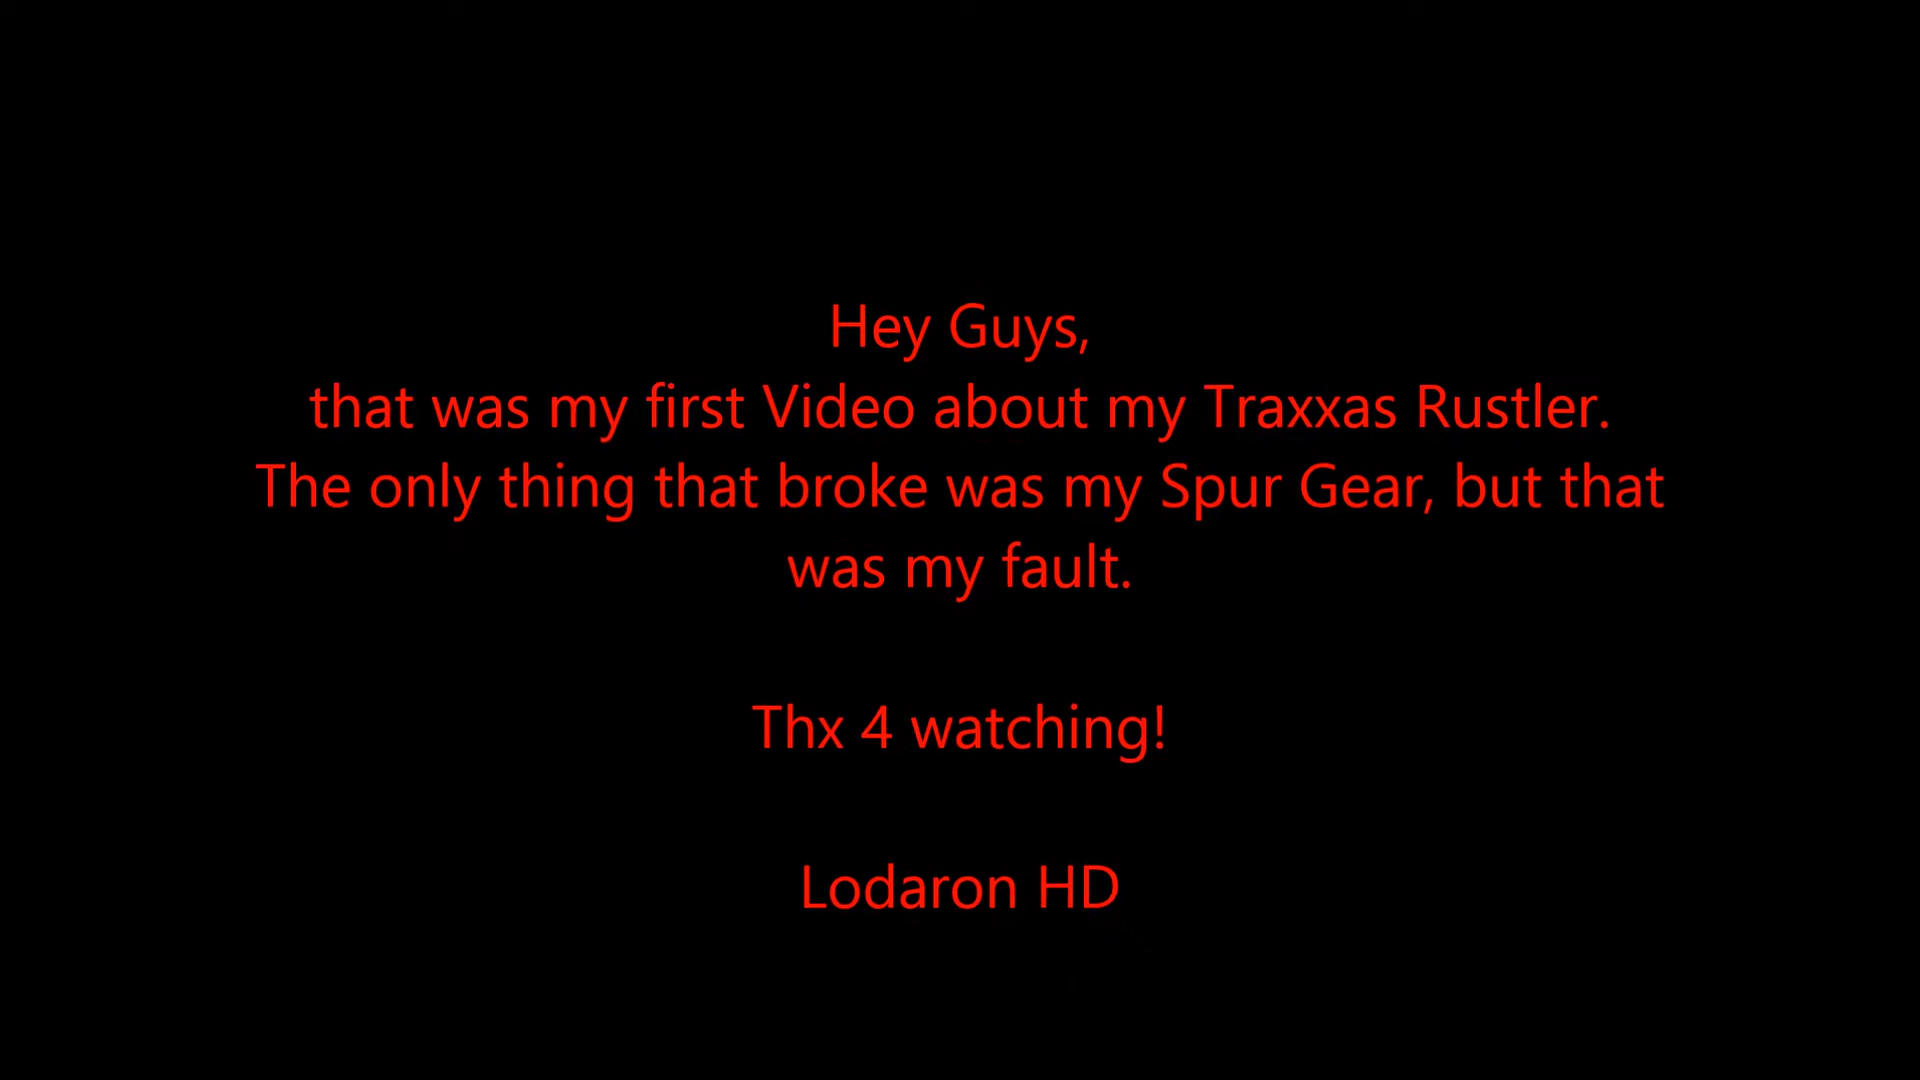 Hey Guys,
that was my first Video about my Traxxas Rustler.
The only thing that broke was my Spur Gear, but that
was my fault.
Thx 4 watching!
Lodaron HD